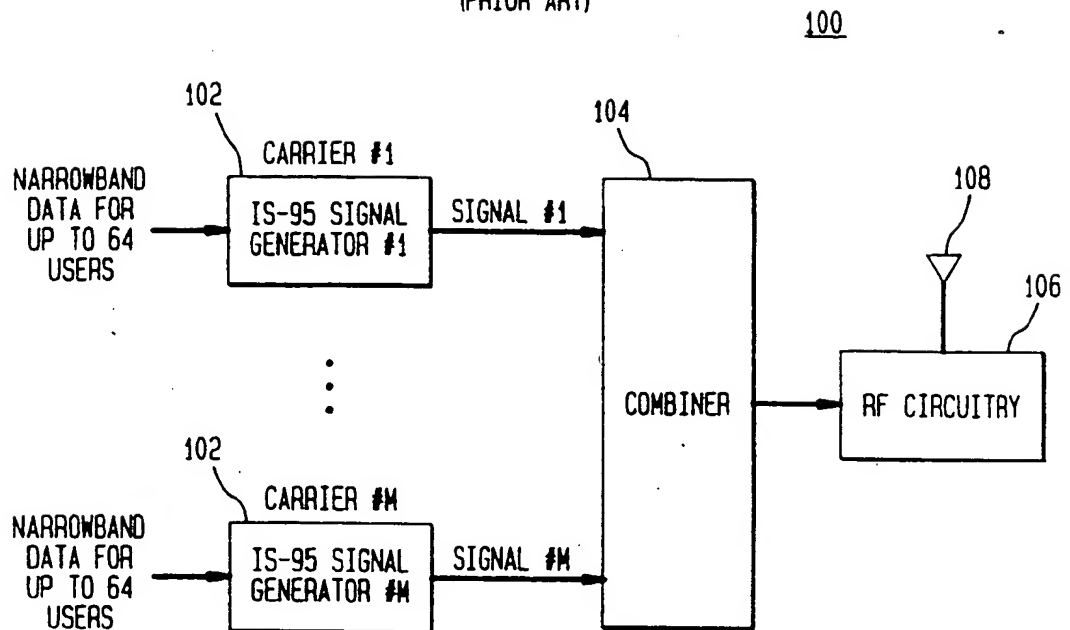 (PRIOR ART)
100
102
104
CARRIER #1
108
NARROWBAND
DATA FOR
UP TO 64
USERS
IS-95 SIGNAL
GENERATOR #1
SIGNAL #1
106
COMBINER
RF CIRCUITRY
102
CARRIER #M
NARROWBAND
DATA FOR
UP TO 64
USERS
IS-95 SIGNAL
GENERATOR #M
SIGNAL #M